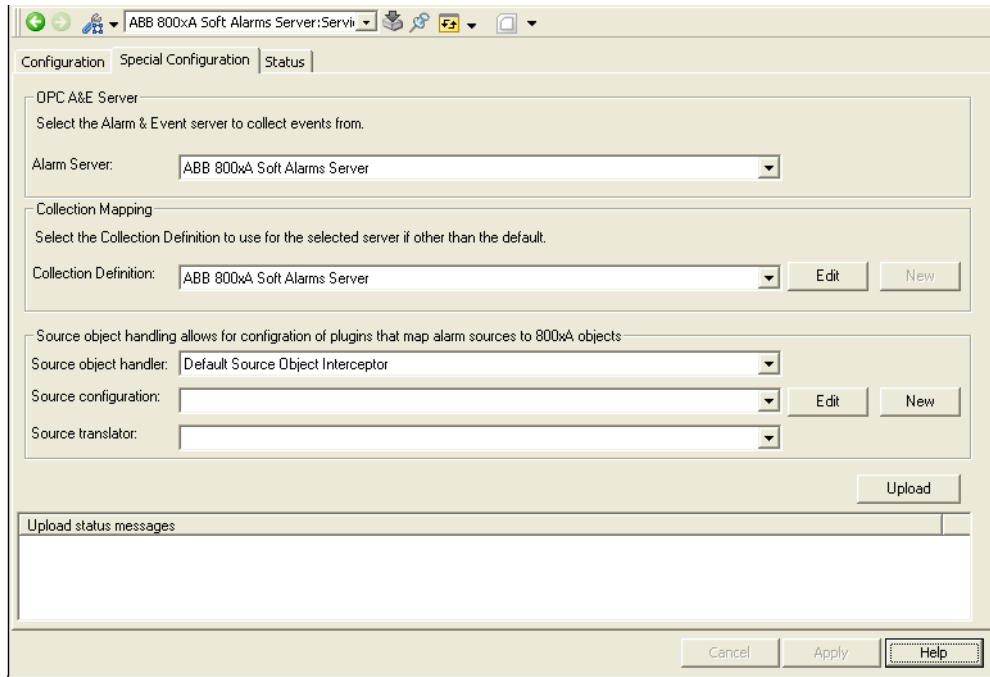 ABB 800xA Soft Alarms Server:Servi
Configuration Special Configuration Status
OPC A&E Server
Select the Alarm & Event server to collect events from.
Alarm Server: ABB 800xA Soft Alarms Server
Collection Mapping
Select the Collection Definition to use for the selected server if other than the default.
Collection Definition: ABB 800xA Soft Alarms Server Edit New
Source object handling allows for configration of plugins that map alarm sources to 800xA objects
Source object handler: Default Source Object Interceptor
Source configuration: Edit New
Source translator:
Upload
Upload status messages
Cancel Apply Help